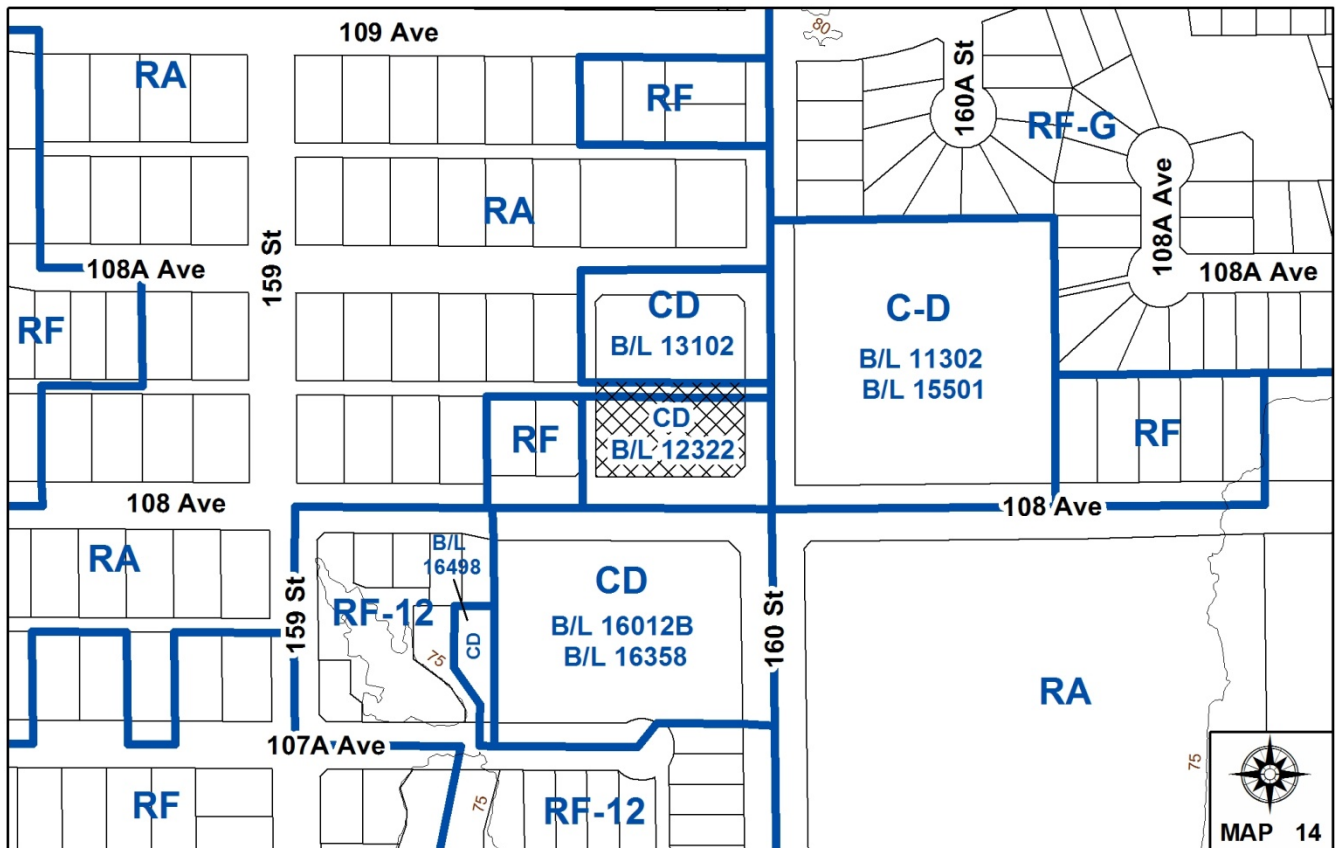 109 Ave
80
160A St
RA
RF
RF-G
RA
108A Ave
159 St
108A Ave
108A Ave
RF
CD
B/L 13102
C-D
B/L 11302
B/L 15501
RF
CD
B/L 12322
RF
108 Ave
108 Ave
RA
B/L
16498
159 St
RF-12
75
CD
CD
B/L 16012B
B/L 16358
160 St
RA
107A Ave
75
RF
75
RF-12
MAP 14